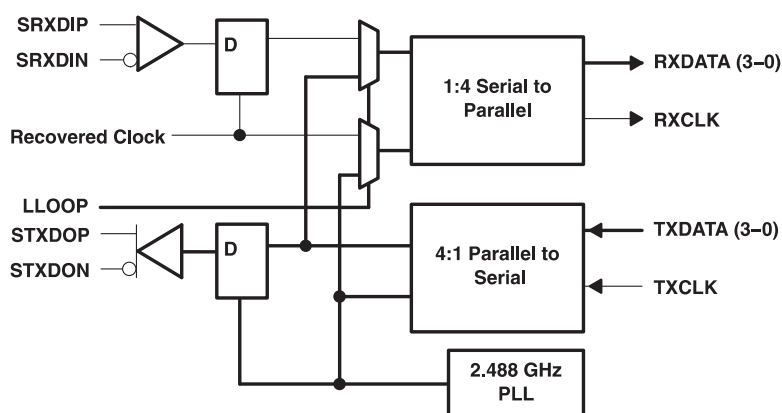 SRXDIP
SRXDIN
D
1:4 Serial to
Parallel
RXDATA (3–0)
RXCLK
Recovered Clock
LLOOP
STXDOP
STXDON
D
4:1 Parallel to
Serial
TXDATA (3–0)
TXCLK
2.488 GHz
PLL